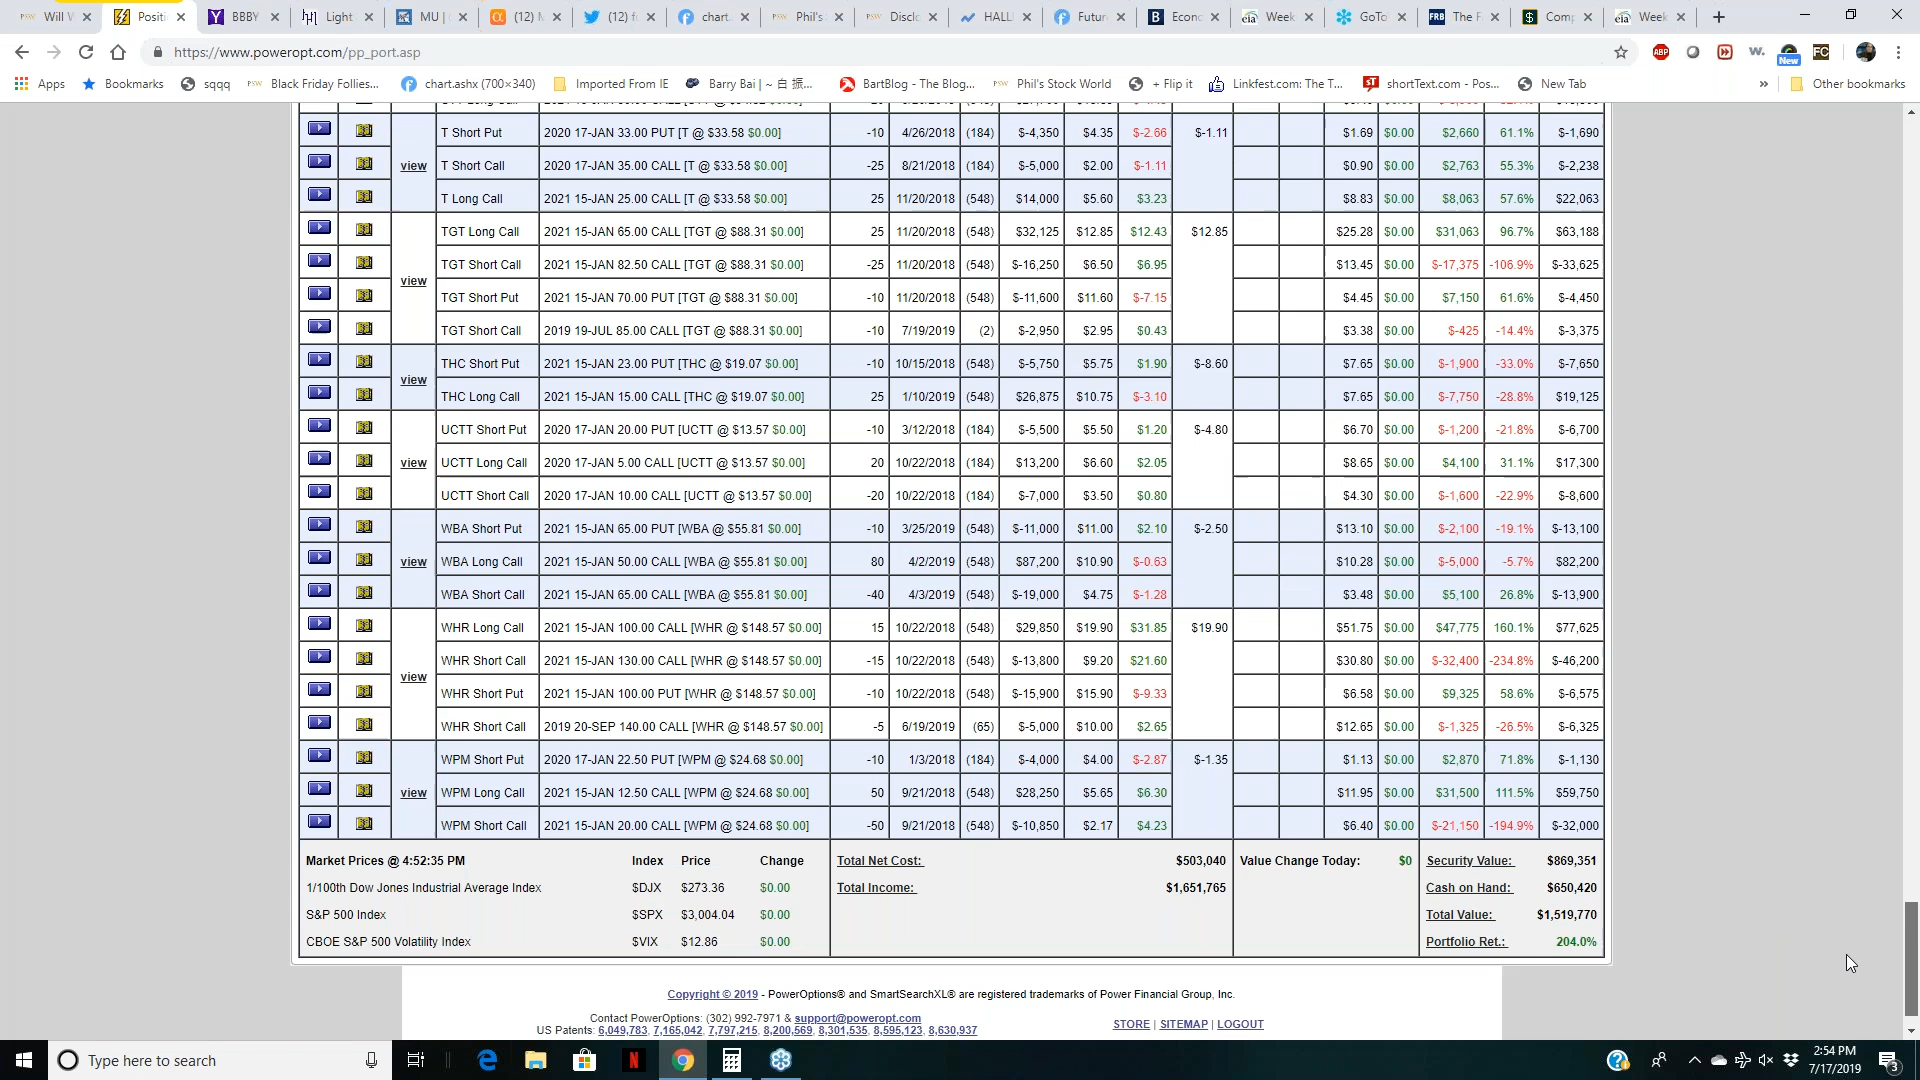 Will V
Positi
BBBY
Light
MU | (
(12) M
(12) f
chart.
Phil's
Disclo
HALLI
Futur
Econ
Week
GoTo
The F
Comp
Week
https://www.poweropt.com/pp_port.asp
New
Apps Bookmarks sqqq Black Friday Follies... chart.ashx (700×340) Imported From IE Barry Bai | ~ 白 振... BartBlog - The Blog... Phil's Stock World + Flip it Linkfest.com: The T... shortText.com - Pos... New Tab » Other bookmarks
T Short Put 2020 17-JAN 33.00 PUT [T @ $33.58 $0.00] -10 4/26/2018 (184) $-4,350 $4.35 $-2.66 $-1.11 $1.69 $0.00 $2,660 61.1% $-1,690
view T Short Call 2020 17-JAN 35.00 CALL [T @ $33.58 $0.00] -25 8/21/2018 (184) $-5,000 $2.00 $-1.11 $0.90 $0.00 $2,763 55.3% $-2,238
T Long Call 2021 15-JAN 25.00 CALL [T @ $33.58 $0.00] 25 11/20/2018 (548) $14,000 $5.60 $3.23 $8.83 $0.00 $8,063 57.6% $22,063
TGT Long Call 2021 15-JAN 65.00 CALL [TGT @ $88.31 $0.00] 25 11/20/2018 (548) $32,125 $12.85 $12.43 $12.85 $25.28 $0.00 $31,063 96.7% $63,188
TGT Short Call 2021 15-JAN 82.50 CALL [TGT @ $88.31 $0.00] -25 11/20/2018 (548) $-16,250 $6.50 $6.95 $13.45 $0.00 $-17,375 -106.9% $-33,625
view
TGT Short Put 2021 15-JAN 70.00 PUT [TGT @ $88.31 $0.00] -10 11/20/2018 (548) $-11,600 $11.60 $-7.15 $4.45 $0.00 $7,150 61.6% $-4,450
TGT Short Call 2019 19-JUL 85.00 CALL [TGT @ $88.31 $0.00] -10 7/19/2019 (2) $-2,950 $2.95 $0.43 $3.38 $0.00 $-425 -14.4% $-3,375
THC Short Put 2021 15-JAN 23.00 PUT [THC @ $19.07 $0.00] -10 10/15/2018 (548) $-5,750 $5.75 $1.90 $-8.60 $7.65 $0.00 $-1,900 -33.0% $-7,650
view
THC Long Call 2021 15-JAN 15.00 CALL [THC @ $19.07 $0.00] 25 1/10/2019 (548) $26,875 $10.75 $-3.10 $7.65 $0.00 $-7,750 -28.8% $19,125
UCTT Short Put 2020 17-JAN 20.00 PUT [UCTT @ $13.57 $0.00] -10 3/12/2018 (184) $-5,500 $5.50 $1.20 $-4.80 $6.70 $0.00 $-1,200 -21.8% $-6,700
view UCTT Long Call 2020 17-JAN 5.00 CALL [UCTT @ $13.57 $0.00] 20 10/22/2018 (184) $13,200 $6.60 $2.05 $8.65 $0.00 $4,100 31.1% $17,300
UCTT Short Call 2020 17-JAN 10.00 CALL [UCTT @ $13.57 $0.00] -20 10/22/2018 (184) $-7,000 $3.50 $0.80 $4.30 $0.00 $-1,600 -22.9% $-8,600
WBA Short Put 2021 15-JAN 65.00 PUT [WBA @ $55.81 $0.00] -10 3/25/2019 (548) $-11,000 $11.00 $2.10 $-2.50 $13.10 $0.00 $-2,100 -19.1% $-13,100
view WBA Long Call 2021 15-JAN 50.00 CALL [WBA @ $55.81 $0.00] 80 4/2/2019 (548) $87,200 $10.90 $-0.63 $10.28 $0.00 $-5,000 -5.7% $82,200
WBA Short Call 2021 15-JAN 65.00 CALL [WBA @ $55.81 $0.00] -40 4/3/2019 (548) $-19,000 $4.75 $-1.28 $3.48 $0.00 $5,100 26.8% $-13,900
WHR Long Call 2021 15-JAN 100.00 CALL [WHR @ $148.57 $0.00] 15 10/22/2018 (548) $29,850 $19.90 $31.85 $19.90 $51.75 $0.00 $47,775 160.1% $77,625
WHR Short Call 2021 15-JAN 130.00 CALL [WHR @ $148.57 $0.00] -15 10/22/2018 (548) $-13,800 $9.20 $21.60 $30.80 $0.00 $-32,400 -234.8% $-46,200
view
WHR Short Put 2021 15-JAN 100.00 PUT [WHR @ $148.57 $0.00] -10 10/22/2018 (548) $-15,900 $15.90 $-9.33 $6.58 $0.00 $9,325 58.6% $-6,575
WHR Short Call 2019 20-SEP 140.00 CALL [WHR @ $148.57 $0.00] -5 6/19/2019 (65) $-5,000 $10.00 $2.65 $12.65 $0.00 $-1,325 -26.5% $-6,325
WPM Short Put 2020 17-JAN 22.50 PUT [WPM @ $24.68 $0.00] -10 1/3/2018 (184) $-4,000 $4.00 $-2.87 $-1.35 $1.13 $0.00 $2,870 71.8% $-1,130
view WPM Long Call 2021 15-JAN 12.50 CALL [WPM @ $24.68 $0.00] 50 9/21/2018 (548) $28,250 $5.65 $6.30 $11.95 $0.00 $31,500 111.5% $59,750
WPM Short Call 2021 15-JAN 20.00 CALL [WPM @ $24.68 $0.00] -50 9/21/2018 (548) $-10,850 $2.17 $4.23 $6.40 $0.00 $-21,150 -194.9% $-32,000
Market Prices @ 4:52:35 PM Index Price Change Total Net Cost: $503,040 Value Change Today: $0 Security Value: $869,351
1/100th Dow Jones Industrial Average Index $DJX $273.36 $0.00 Total Income: $1,651,765 Cash on Hand: $650,420
S&P 500 Index $SPX $3,004.04 $0.00 Total Value: $1,519,770
CBOE S&P 500 Volatility Index $VIX $12.86 $0.00 Portfolio Ret.: 204.0%
Copyright © 2019 - PowerOptions® and SmartSearchXL® are registered trademarks of Power Financial Group, Inc.
Contact PowerOptions: (302) 992-7971 & support@poweropt.com
US Patents: 6,049,783, 7,165,042, 7,797,215, 8,200,569, 8,301,535, 8,595,123, 8,630,937
STORE | SITEMAP | LOGOUT
Type here to search
2:54 PM
7/17/2019
3